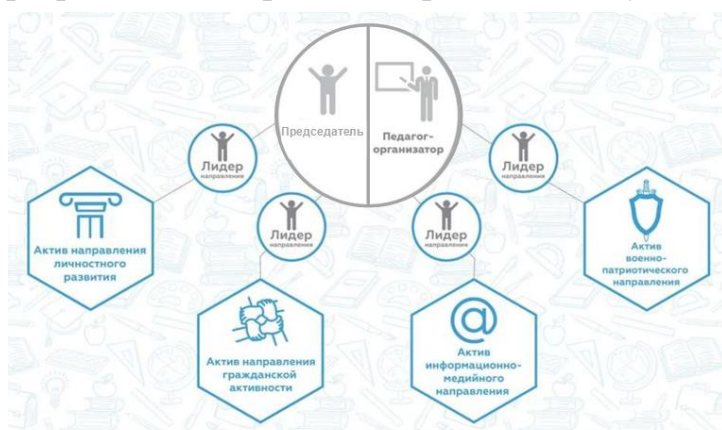 Председатель
Педагог-
организатор
Лидер
направления
Лидер
направления
Лидер
направления
Лидер
направления
Актив направления
личностного
развития
Актив направления
гражданской
активности
Актив
информационно-
медийного
направления
Актив
военно-
патриотического
направления